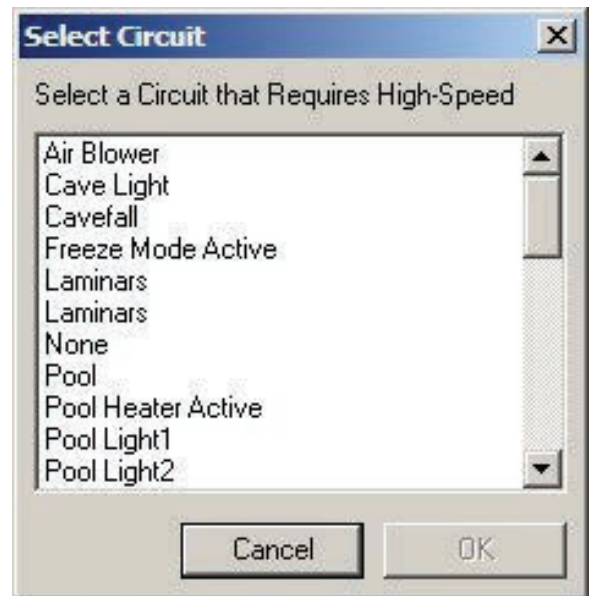 Select Circuit
Select a Circuit that Requires High-Speed
Air Blower
Cave Light
Cavefall
Freeze Mode Active
Laminars
Laminars
None
Pool
Pool Heater Active
Pool Light1
Pool Light2
Cancel
OK